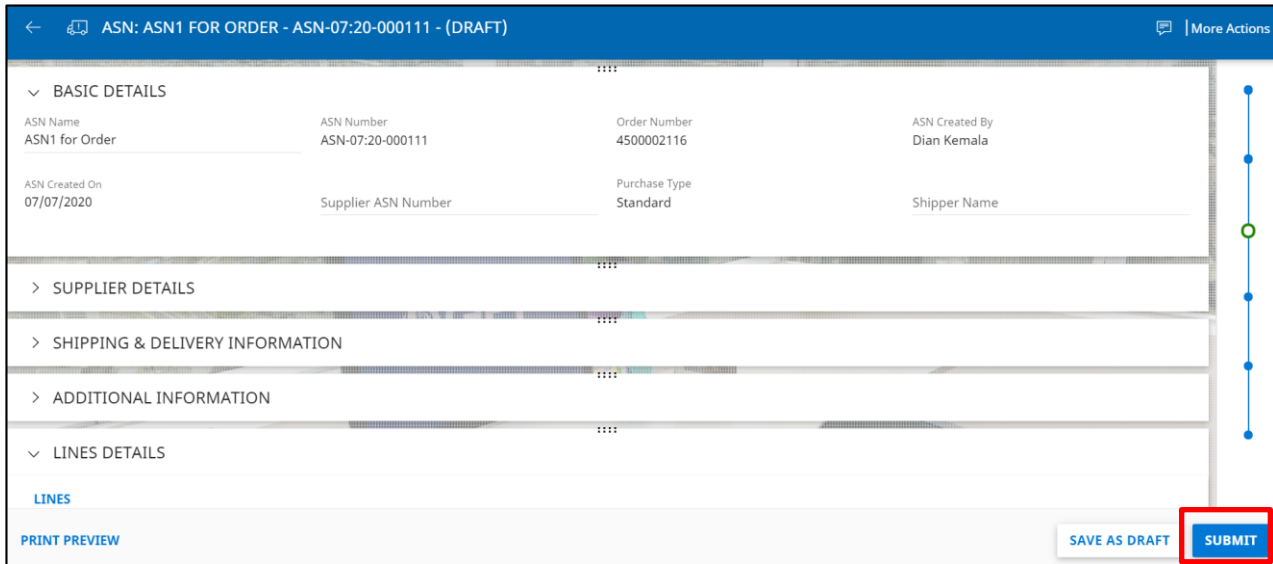 ASN: ASN1 FOR ORDER - ASN-07:20-000111 - (DRAFT)
More Actions
BASIC DETAILS
ASN Name ASN Number Order Number ASN Created By
ASN1 for Order ASN-07:20-000111 4500002116 Dian Kemala
ASN Created On Purchase Type
07/07/2020 Supplier ASN Number Standard Shipper Name
SUPPLIER DETAILS
SHIPPING & DELIVERY INFORMATION
ADDITIONAL INFORMATION
LINES DETAILS
LINES
PRINT PREVIEW SAVE AS DRAFT SUBMIT